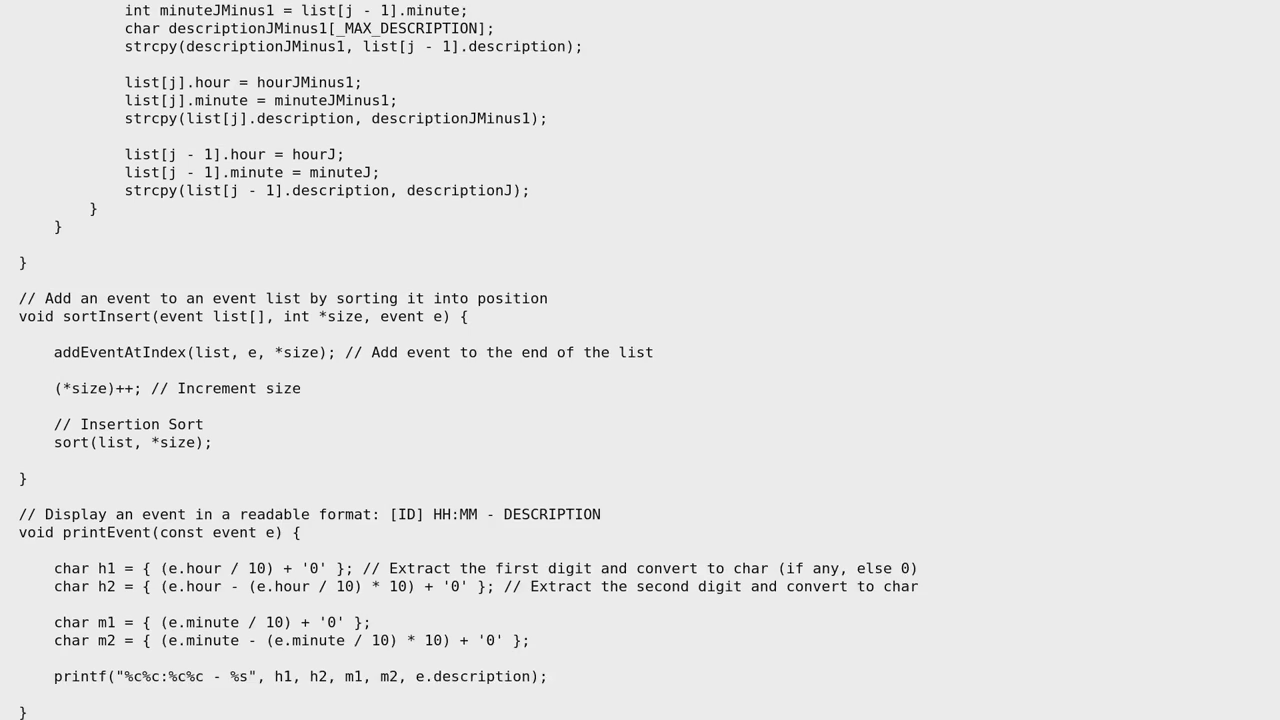 int minuteJMinus1 = list[j - 1].minute;
char descriptionJMinus1[_MAX_DESCRIPTION];
strcpy(descriptionJMinus1, list[j - 1].description);
list[j].hour = hourJMinus1;
list[j].minute = minuteJMinus1;
strcpy(list[j].description, descriptionJMinus1);
list[j - 1].hour = hourJ;
list[j - 1].minute = minuteJ;
strcpy(list[j - 1].description, descriptionJ);
}
}
}
// Add an event to an event list by sorting it into position
void sortInsert(event list[], int *size, event e) {
addEventAtIndex(list, e, *size); // Add event to the end of the list
(*size)++; // Increment size
// Insertion Sort
sort(list, *size);
}
// Display an event in a readable format: [ID] HH:MM - DESCRIPTION
void printEvent(const event e) {
char h1 = { (e.hour / 10) + '0' }; // Extract the first digit and convert to char (if any, else 0)
char h2 = { (e.hour - (e.hour / 10) * 10) + '0' }; // Extract the second digit and convert to char
char m1 = { (e.minute / 10) + '0' };
char m2 = { (e.minute - (e.minute / 10) * 10) + '0' };
printf("%c%c:%c%c - %s", h1, h2, m1, m2, e.description);
}